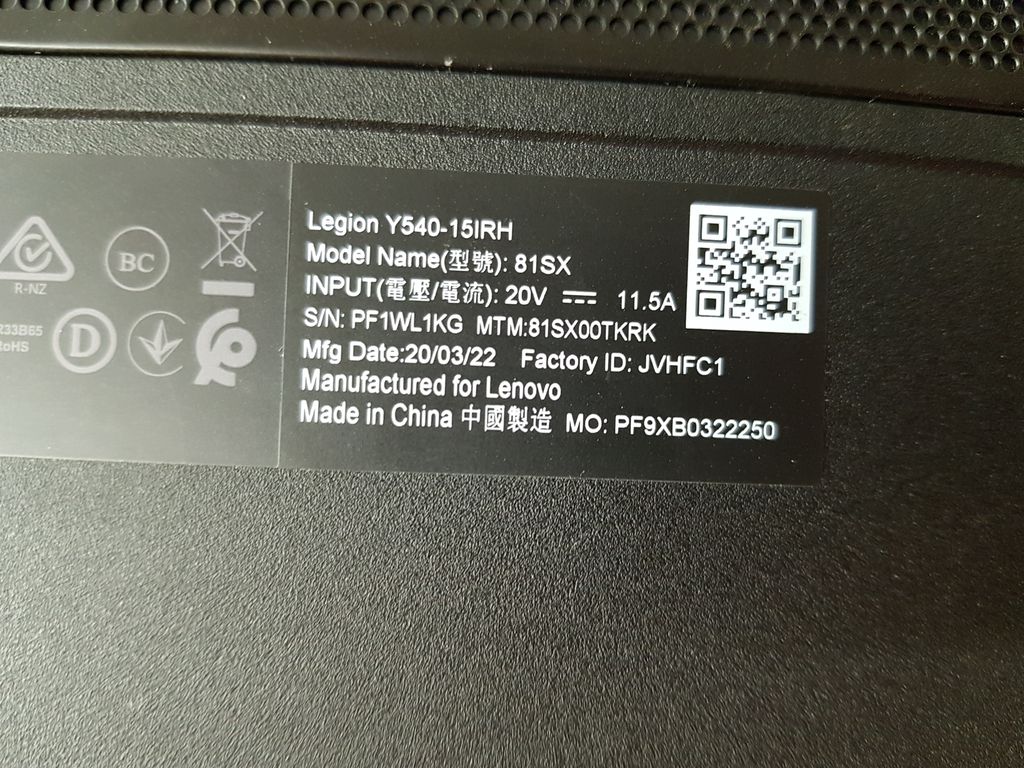 Legion Y540-15IRH
Model Name(型號): 81SX
INPUT(電壓/電流): 20V ⎓ 11.5A
S/N: PF1WL1KG MTM:81SX00TKRK
Mfg Date:20/03/22 Factory ID: JVHFC1
Manufactured for Lenovo
Made in China 中國製造 MO: PF9XB0322250
R-NZ
BC
R33B65
RoHS
D